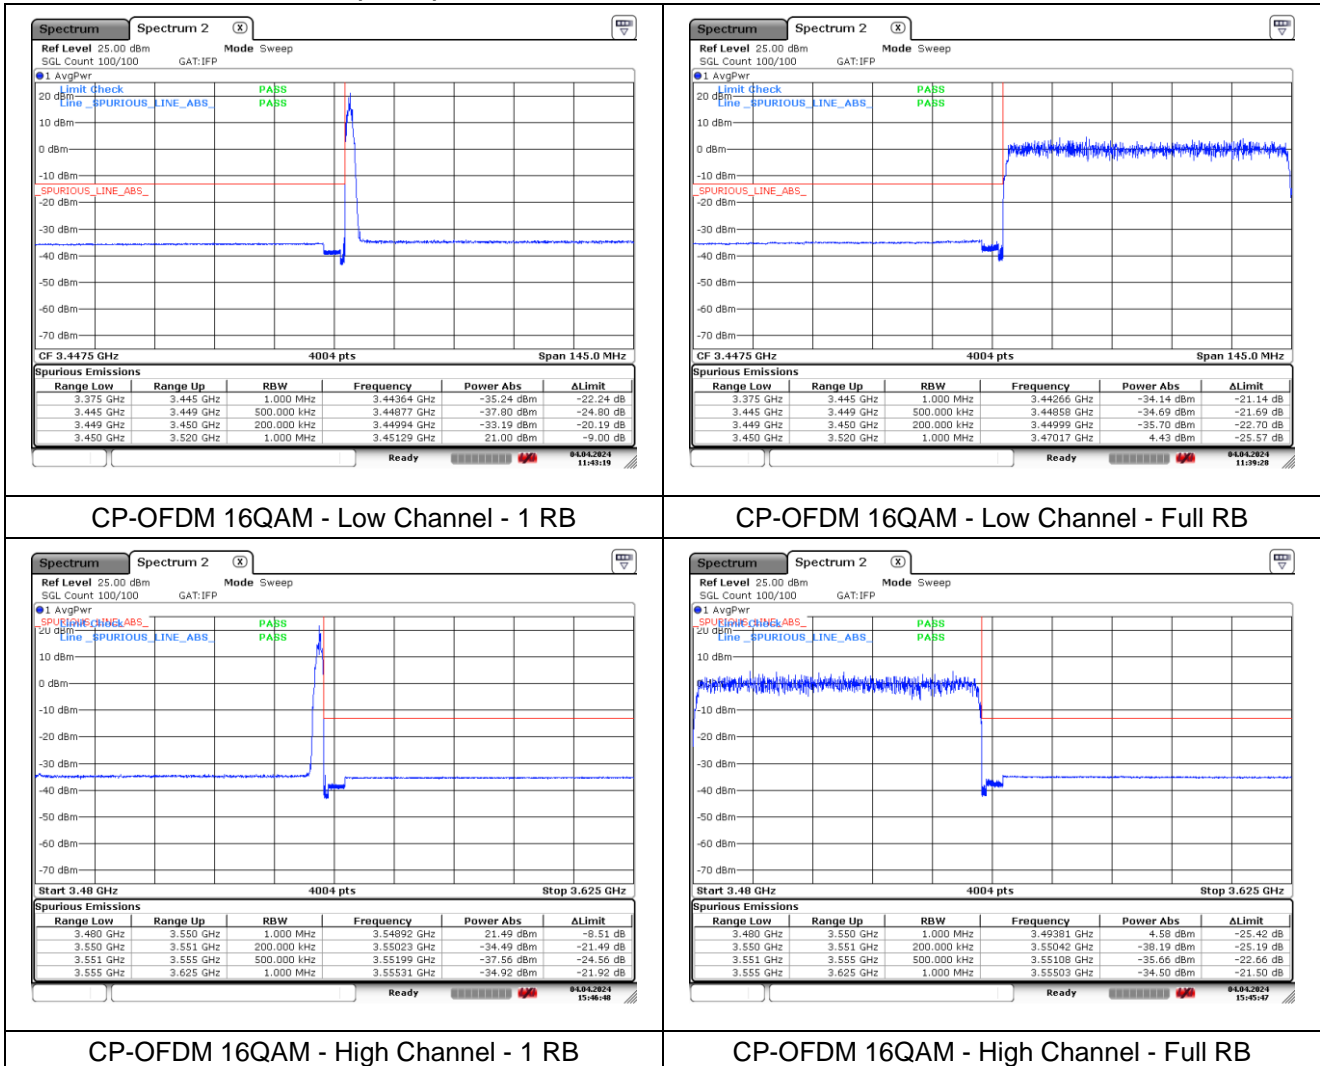 Spectrum Spectrum 2 X
Ref Level 25.00 dBm Mode Sweep
SGL Count 100/100 GAT:IFP
1 AvgPwr
Limit Check PASS
20 dBm
Line _SPURIOUS_LINE_ABS_ PASS
10 dBm
0 dBm
-10 dBm
_SPURIOUS_LINE_ABS_
-20 dBm
-30 dBm
-40 dBm
-50 dBm
-60 dBm
-70 dBm
CF 3.4475 GHz 4004 pts Span 145.0 MHz
Spurious Emissions
Range Low Range Up RBW Frequency Power Abs ΔLimit
3.375 GHz 3.445 GHz 1.000 MHz 3.44364 GHz -35.24 dBm -22.24 dB
3.445 GHz 3.449 GHz 500.000 kHz 3.44877 GHz -37.80 dBm -24.80 dB
3.449 GHz 3.450 GHz 200.000 kHz 3.44994 GHz -33.19 dBm -20.19 dB
3.450 GHz 3.520 GHz 1.000 MHz 3.45129 GHz 21.00 dBm -9.00 dB
Ready 04.04.2024
11:43:19
CP-OFDM 16QAM - Low Channel - 1 RB
Spectrum Spectrum 2 X
Ref Level 25.00 dBm Mode Sweep
SGL Count 100/100 GAT:IFP
1 AvgPwr
Limit Check PASS
20 dBm
Line _SPURIOUS_LINE_ABS_ PASS
10 dBm
0 dBm
-10 dBm
_SPURIOUS_LINE_ABS_
-20 dBm
-30 dBm
-40 dBm
-50 dBm
-60 dBm
-70 dBm
CF 3.4475 GHz 4004 pts Span 145.0 MHz
Spurious Emissions
Range Low Range Up RBW Frequency Power Abs ΔLimit
3.375 GHz 3.445 GHz 1.000 MHz 3.44266 GHz -34.14 dBm -21.14 dB
3.445 GHz 3.449 GHz 500.000 kHz 3.44858 GHz -34.69 dBm -21.69 dB
3.449 GHz 3.450 GHz 200.000 kHz 3.44999 GHz -35.70 dBm -22.70 dB
3.450 GHz 3.520 GHz 1.000 MHz 3.47017 GHz 4.43 dBm -25.57 dB
Ready 04.04.2024
11:39:28
CP-OFDM 16QAM - Low Channel - Full RB
Spectrum Spectrum 2 X
Ref Level 25.00 dBm Mode Sweep
SGL Count 100/100 GAT:IFP
1 AvgPwr
_SPURIOUS_LINE_ABS_
Limit Check PASS
20 dBm
Line _SPURIOUS_LINE_ABS_ PASS
10 dBm
0 dBm
-10 dBm
-20 dBm
-30 dBm
-40 dBm
-50 dBm
-60 dBm
-70 dBm
Start 3.48 GHz 4004 pts Stop 3.625 GHz
Spurious Emissions
Range Low Range Up RBW Frequency Power Abs ΔLimit
3.480 GHz 3.550 GHz 1.000 MHz 3.54892 GHz 21.49 dBm -8.51 dB
3.550 GHz 3.551 GHz 200.000 kHz 3.55023 GHz -34.49 dBm -21.49 dB
3.551 GHz 3.555 GHz 500.000 kHz 3.55199 GHz -37.56 dBm -24.56 dB
3.555 GHz 3.625 GHz 1.000 MHz 3.55531 GHz -34.92 dBm -21.92 dB
Ready 04.04.2024
15:46:48
CP-OFDM 16QAM - High Channel - 1 RB
Spectrum Spectrum 2 X
Ref Level 25.00 dBm Mode Sweep
SGL Count 100/100 GAT:IFP
1 AvgPwr
_SPURIOUS_LINE_ABS_
Limit Check PASS
20 dBm
Line _SPURIOUS_LINE_ABS_ PASS
10 dBm
0 dBm
-10 dBm
-20 dBm
-30 dBm
-40 dBm
-50 dBm
-60 dBm
-70 dBm
Start 3.48 GHz 4004 pts Stop 3.625 GHz
Spurious Emissions
Range Low Range Up RBW Frequency Power Abs ΔLimit
3.480 GHz 3.550 GHz 1.000 MHz 3.49381 GHz 4.58 dBm -25.42 dB
3.550 GHz 3.551 GHz 200.000 kHz 3.55042 GHz -38.19 dBm -25.19 dB
3.551 GHz 3.555 GHz 500.000 kHz 3.55108 GHz -35.66 dBm -22.66 dB
3.555 GHz 3.625 GHz 1.000 MHz 3.55503 GHz -34.50 dBm -21.50 dB
Ready 04.04.2024
15:45:47
CP-OFDM 16QAM - High Channel - Full RB